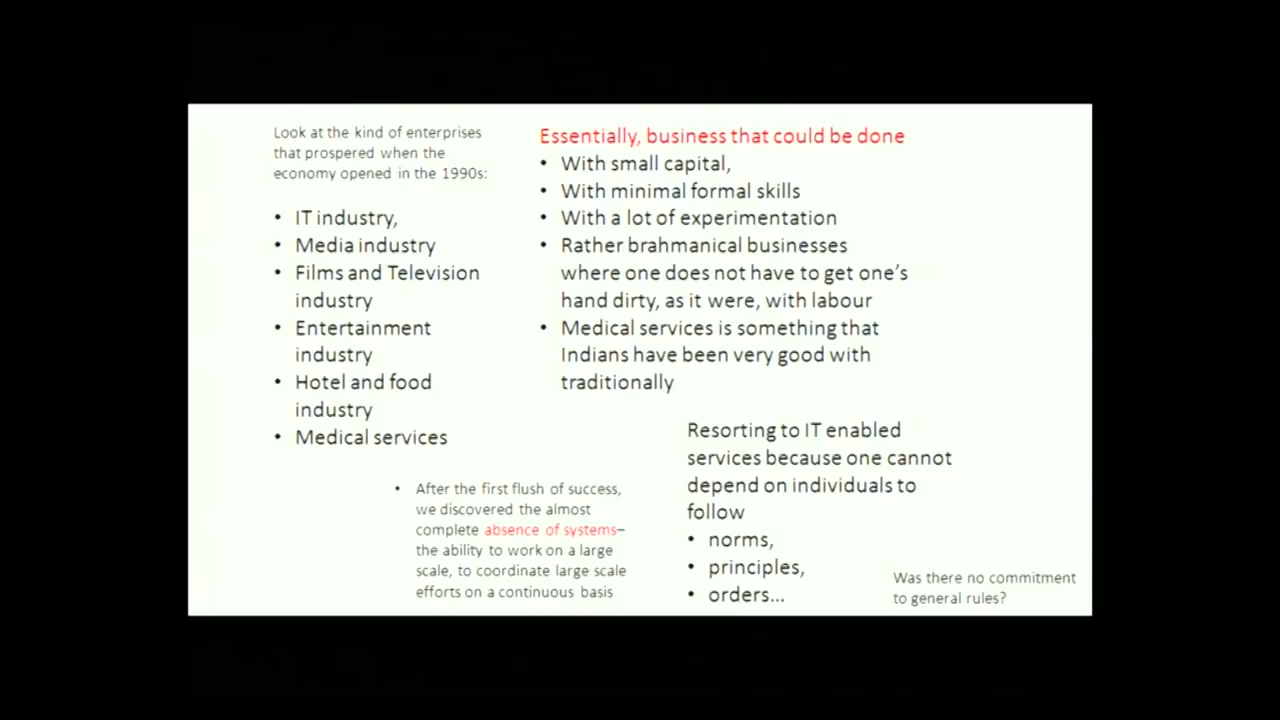 Look at the kind of enterprises
that prospered when the
economy opened in the 1990s:
• IT industry,
• Media industry
• Films and Television
industry
• Entertainment
industry
• Hotel and food
industry
• Medical services
Essentially, business that could be done
• With small capital,
• With minimal formal skills
• With a lot of experimentation
• Rather brahmanical businesses
where one does not have to get one's
hand dirty, as it were, with labour
• Medical services is something that
Indians have been very good with
traditionally
• After the first flush of success,
we discovered the almost
complete absence of systems–
the ability to work on a large
scale, to coordinate large scale
efforts on a continuous basis
Resorting to IT enabled
services because one cannot
depend on individuals to
follow
• norms,
• principles,
• orders...
Was there no commitment
to general rules?